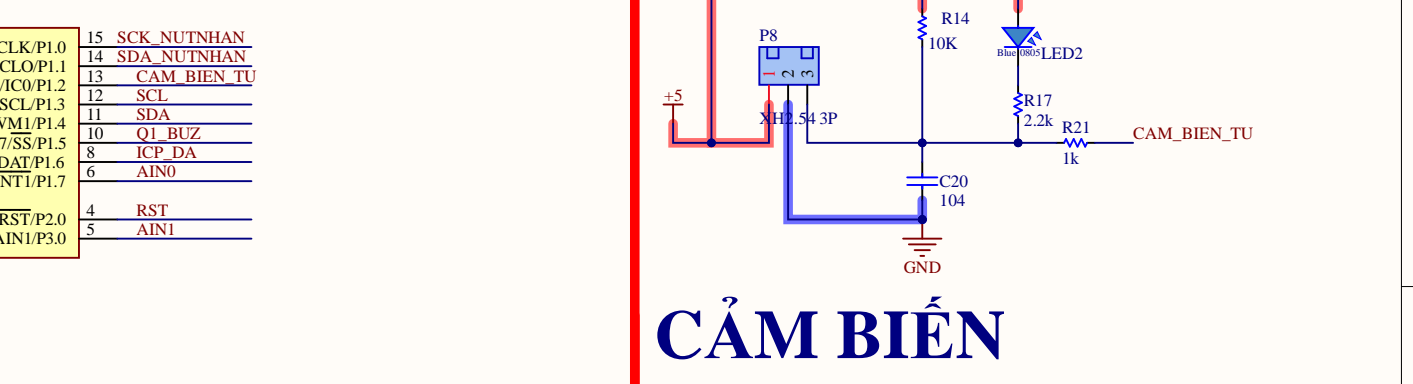 CLK/P1.0 15 SCK_NUTNHAN
CLO/P1.1 14 SDA_NUTNHAN
/IC0/P1.2 13 CAM_BIEN_TU
SCL/P1.3 12 SCL
VM1/P1.4 11 SDA
7/SS/P1.5 10 Q1_BUZ
DAT/P1.6 8 ICP_DA
NT1/P1.7 6 AIN0
RST/P2.0 4 RST
AIN1/P3.0 5 AIN1
R14
10K
P8
1 2 3
XH2.54 3P
+5
Blue 0805 LED2
R17
2.2k
R21
1k
CAM_BIEN_TU
C20
104
GND
CẢM BIẾN